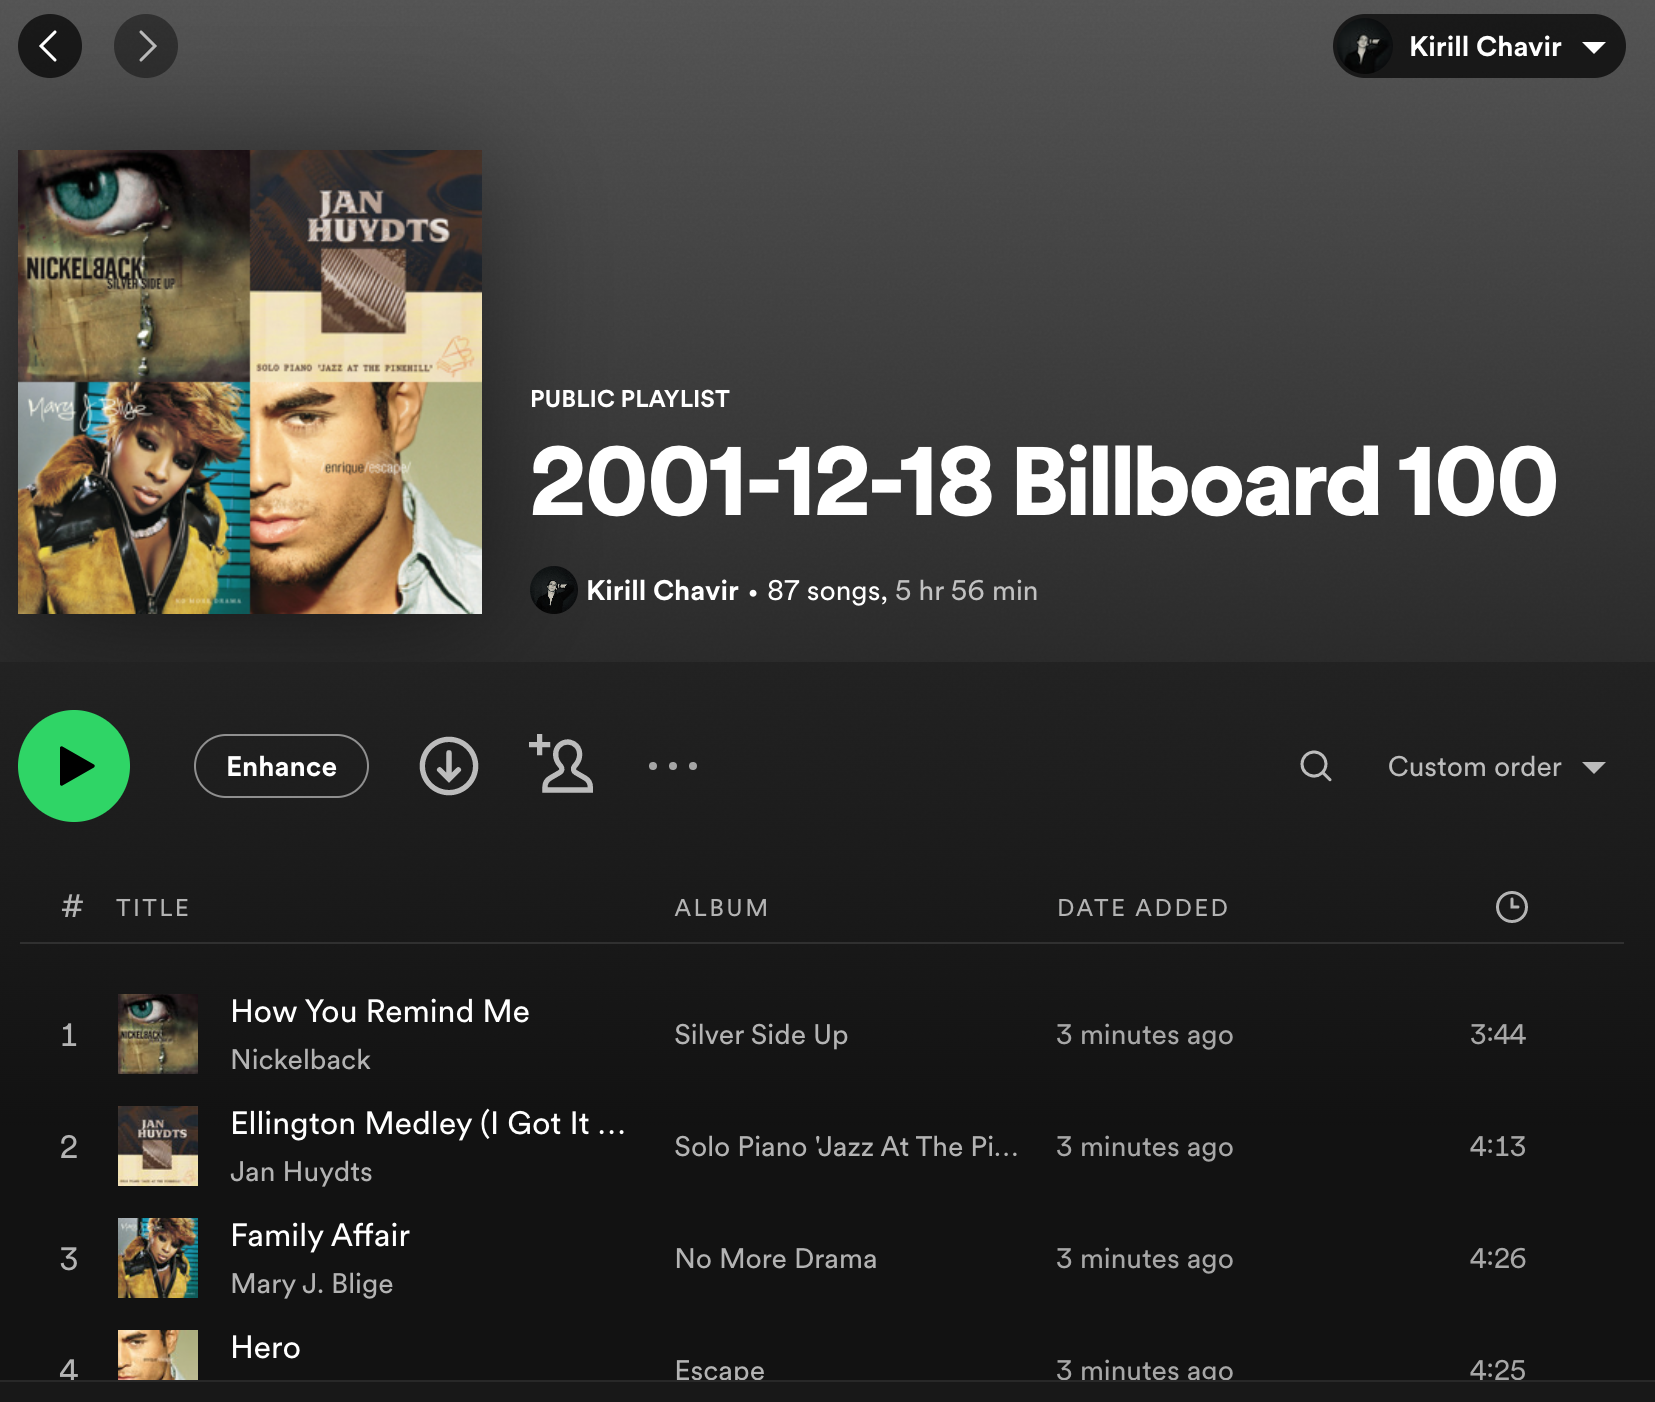 Kirill Chavir
NICKELBACK
SILVER SIDE UP
JAN
HUYDTS
SOLO PIANO 'JAZZ AT THE PINEHILL'
Mary J Blige
NO MORE DRAMA
enrique/escape/
PUBLIC PLAYLIST
2001-12-18 Billboard 100
Kirill Chavir • 87 songs, 5 hr 56 min
Enhance
Custom order
# TITLE ALBUM DATE ADDED
1 How You Remind Me
Nickelback
Silver Side Up 3 minutes ago 3:44
2 Ellington Medley (I Got It ...
Jan Huydts
Solo Piano 'Jazz At The Pi... 3 minutes ago 4:13
3 Family Affair
Mary J. Blige
No More Drama 3 minutes ago 4:26
4 Hero
Escape 3 minutes ago 4:25